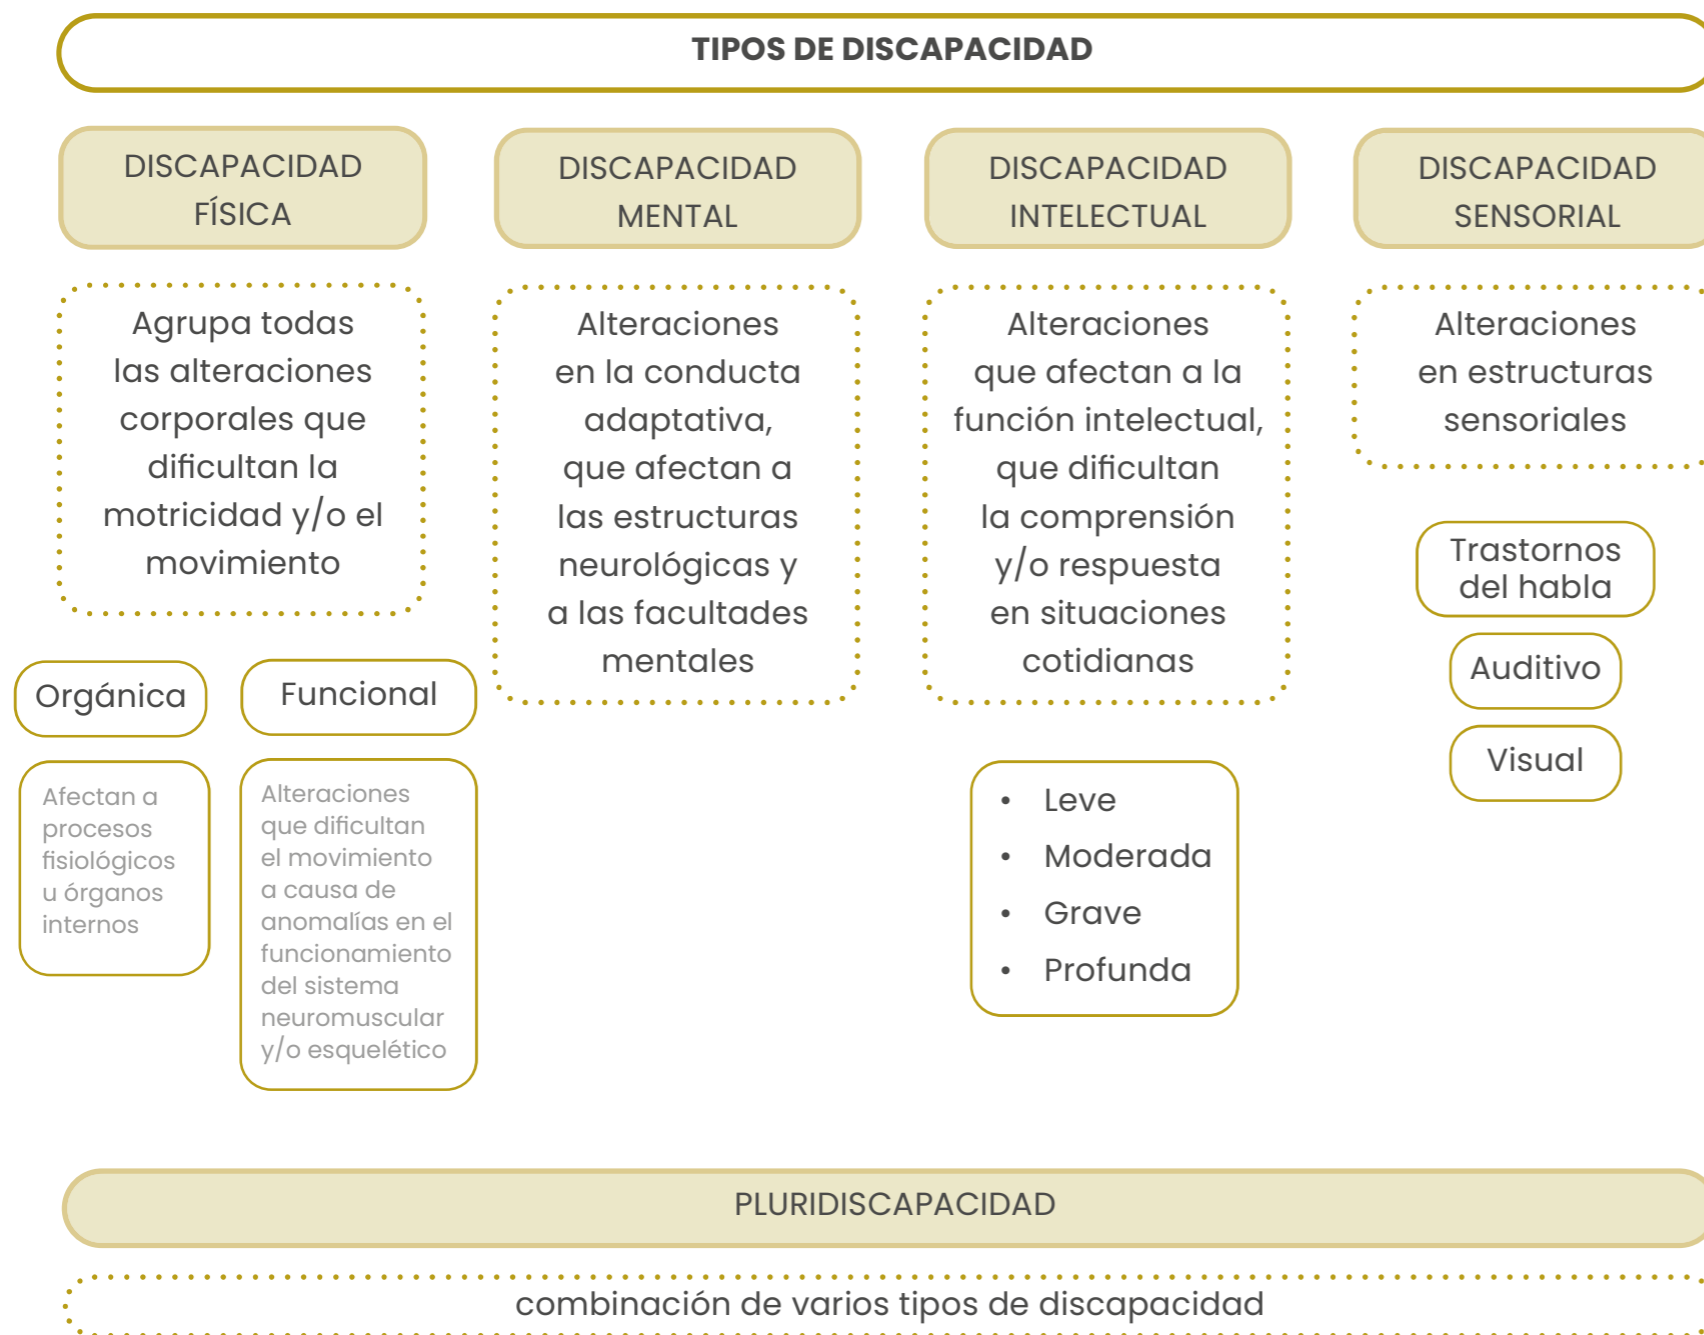 TIPOS DE DISCAPACIDAD
DISCAPACIDAD
FÍSICA
Agrupa todas
las alteraciones
corporales que
dificultan la
motricidad y/o el
movimiento
Orgánica
Afectan a
procesos
fisiológicos
u órganos
internos
Funcional
Alteraciones
que dificultan
el movimiento
a causa de
anomalías en el
funcionamiento
del sistema
neuromuscular
y/o esquelético
DISCAPACIDAD
MENTAL
Alteraciones
en la conducta
adaptativa,
que afectan a
las estructuras
neurológicas y
a las facultades
mentales
DISCAPACIDAD
INTELECTUAL
Alteraciones
que afectan a la
función intelectual,
que dificultan
la comprensión
y/o respuesta
en situaciones
cotidianas
• Leve
• Moderada
• Grave
• Profunda
DISCAPACIDAD
SENSORIAL
Alteraciones
en estructuras
sensoriales
Trastornos
del habla
Auditivo
Visual
PLURIDISCAPACIDAD
combinación de varios tipos de discapacidad